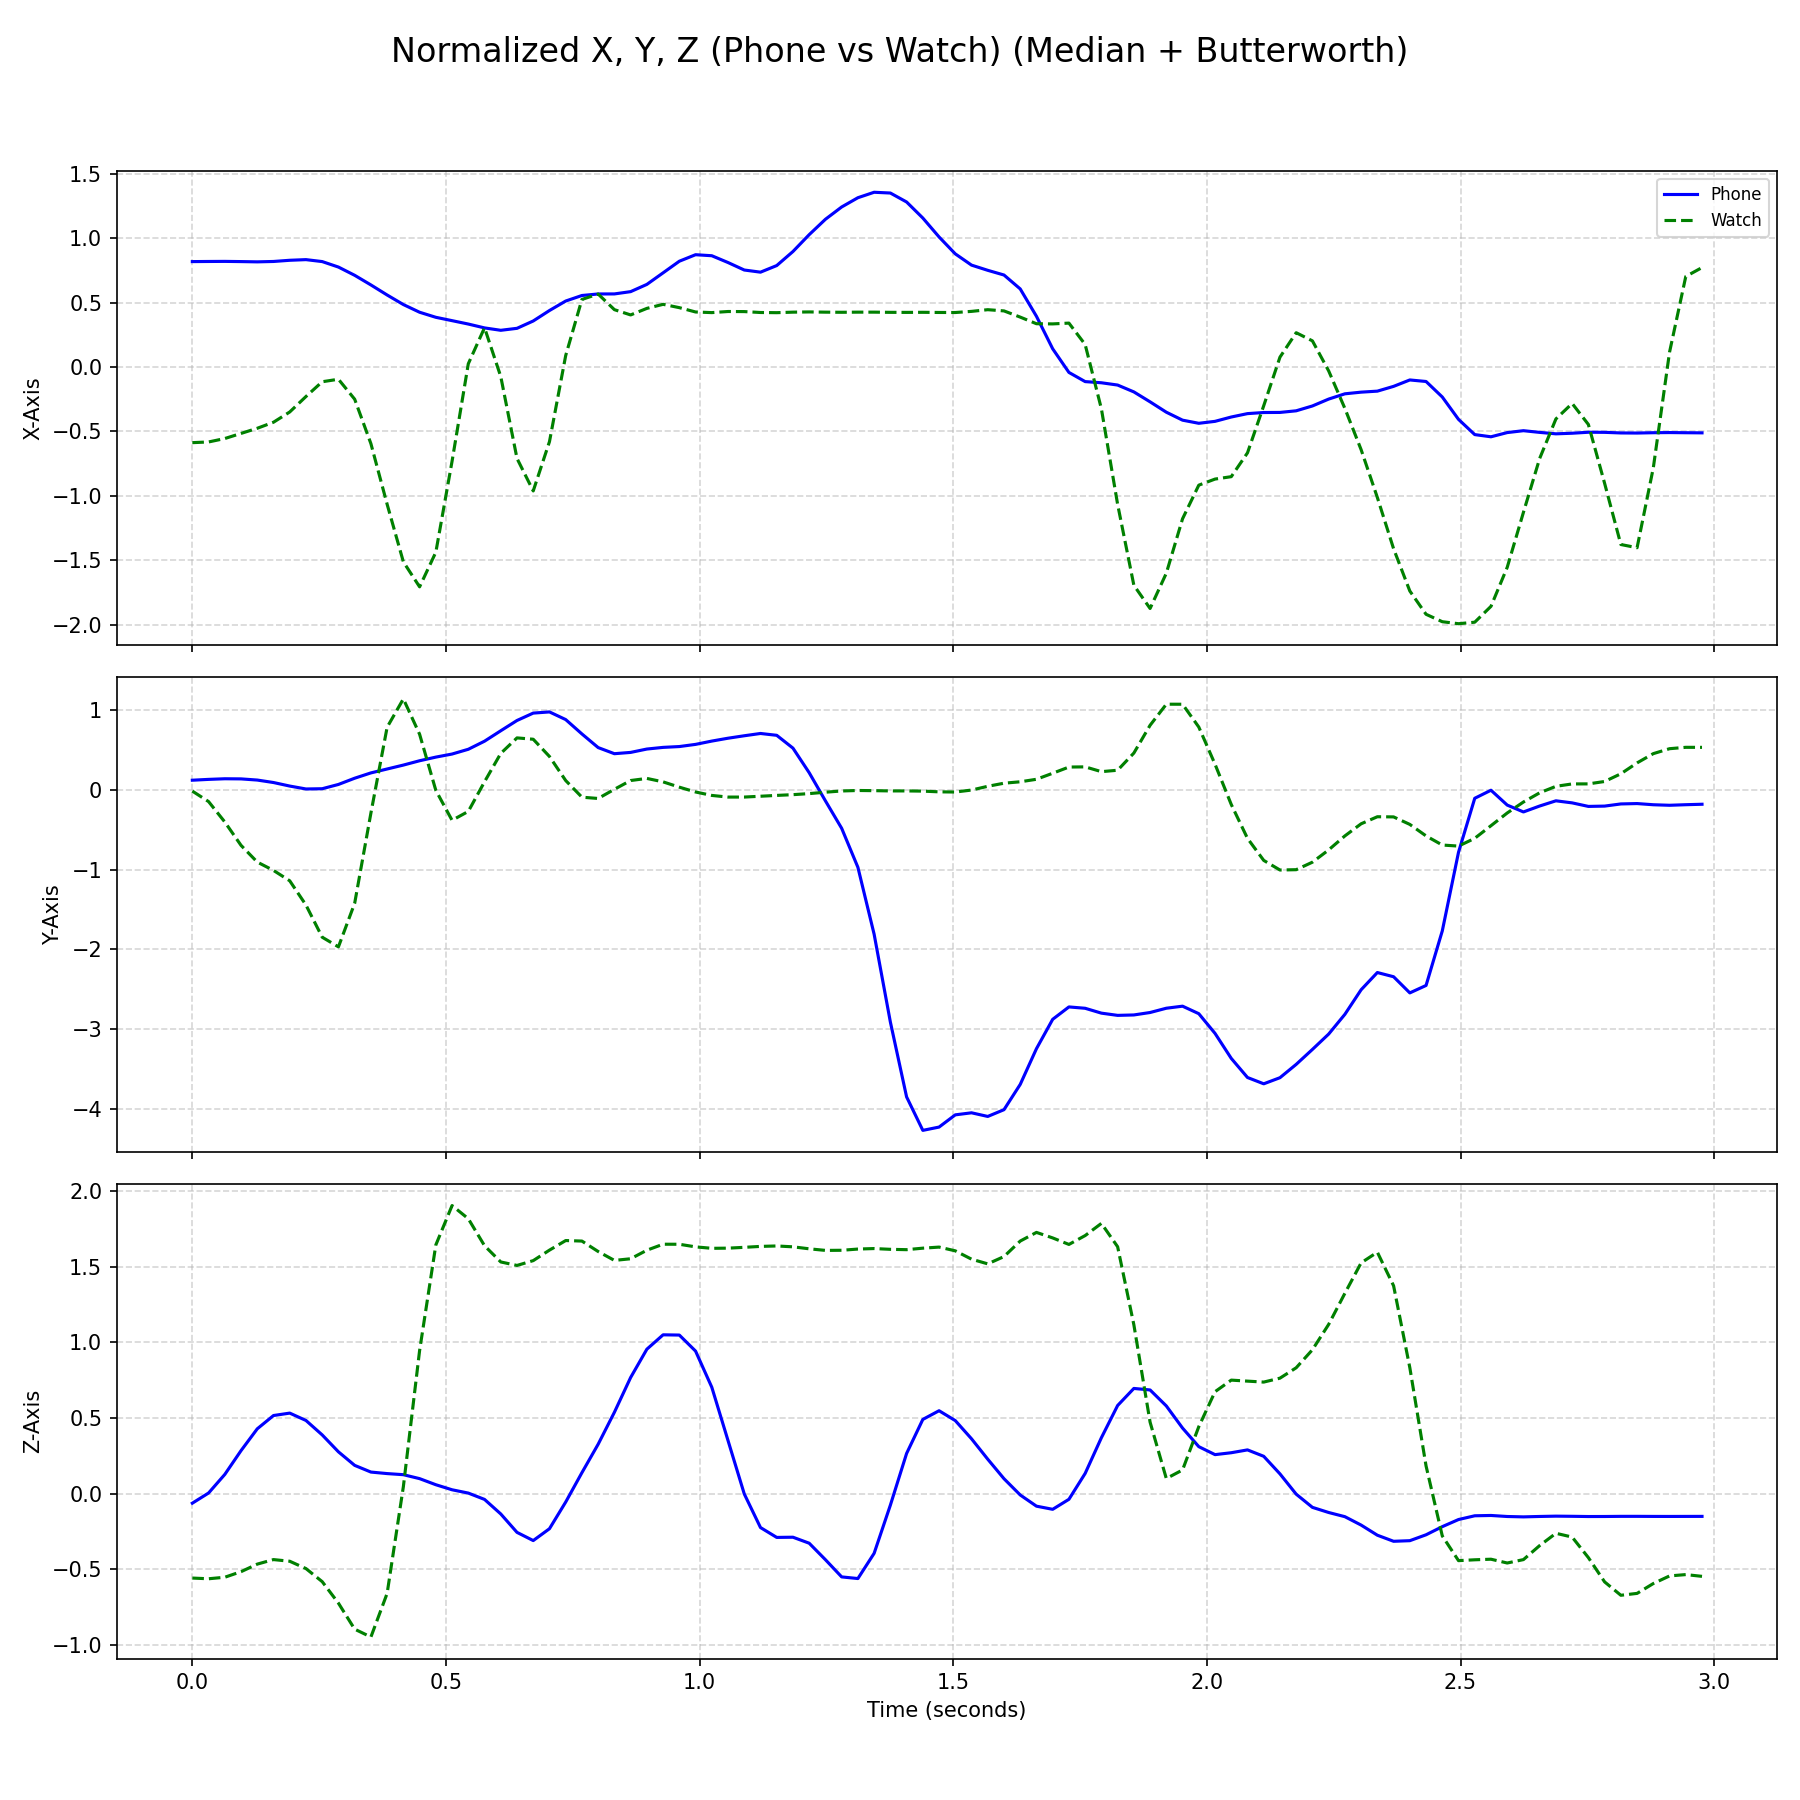 Normalized X, Y, Z (Phone vs Watch) (Median + Butterworth)
1.5
1.0
0.5
0.0
−0.5
−1.0
−1.5
−2.0
X-Axis
Phone
Watch
1
0
−1
−2
−3
−4
Y-Axis
2.0
1.5
1.0
0.5
0.0
−0.5
−1.0
Z-Axis
0.0 0.5 1.0 1.5 2.0 2.5 3.0
Time (seconds)